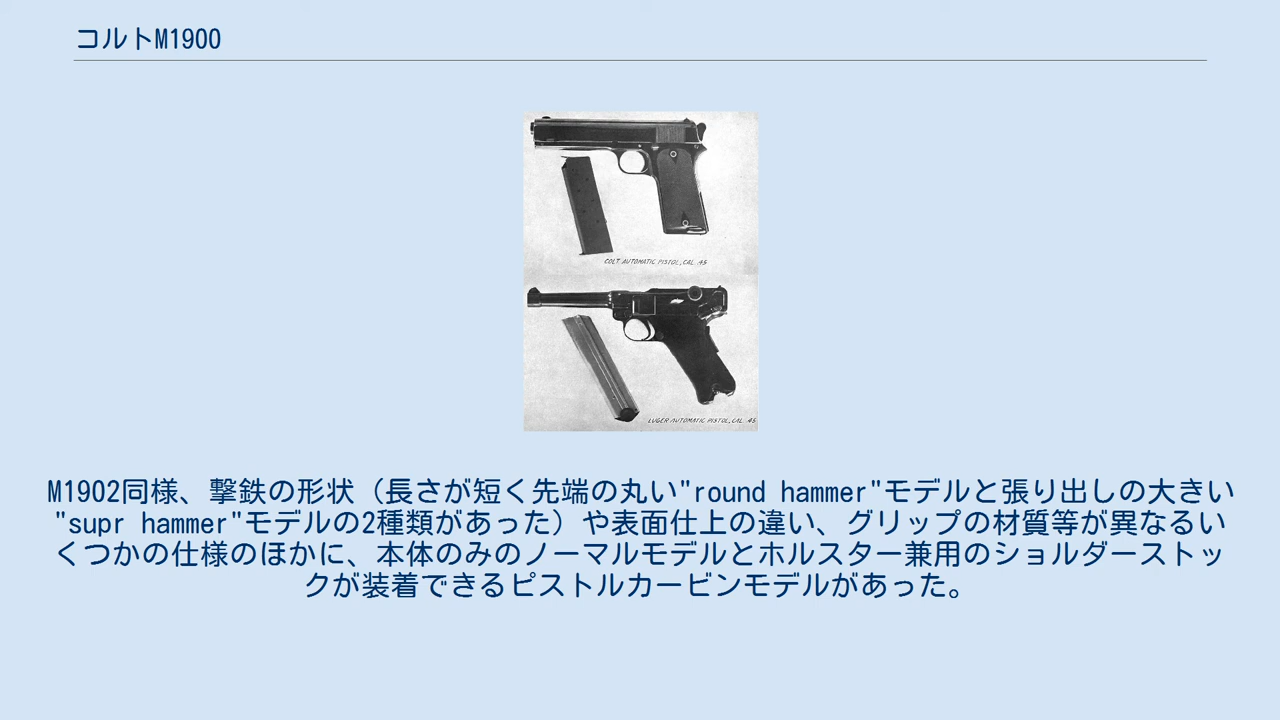 コルトM1900
COLT AUTOMATIC PISTOL, CAL. .45
LUGER AUTOMATIC PISTOL, CAL. .45
M1902同様、撃鉄の形状（長さが短く先端の丸い"round hammer"モデルと張り出しの大きい
"supr hammer"モデルの2種類があった）や表面仕上の違い、グリップの材質等が異なるい
くつかの仕様のほかに、本体のみのノーマルモデルとホルスター兼用のショルダーストッ
クが装着できるピストルカービンモデルがあった。